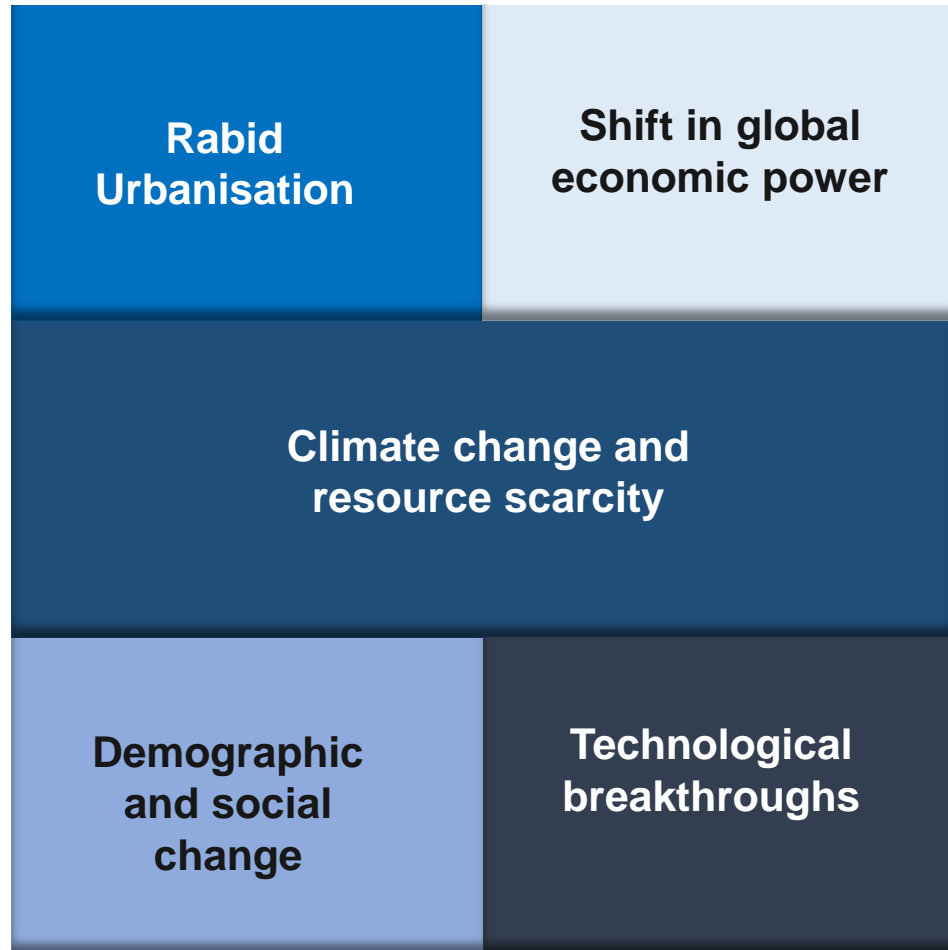 Rabid
Urbanisation
Shift in global
economic power
Climate change and
resource scarcity
Demographic
and social
change
Technological
breakthroughs